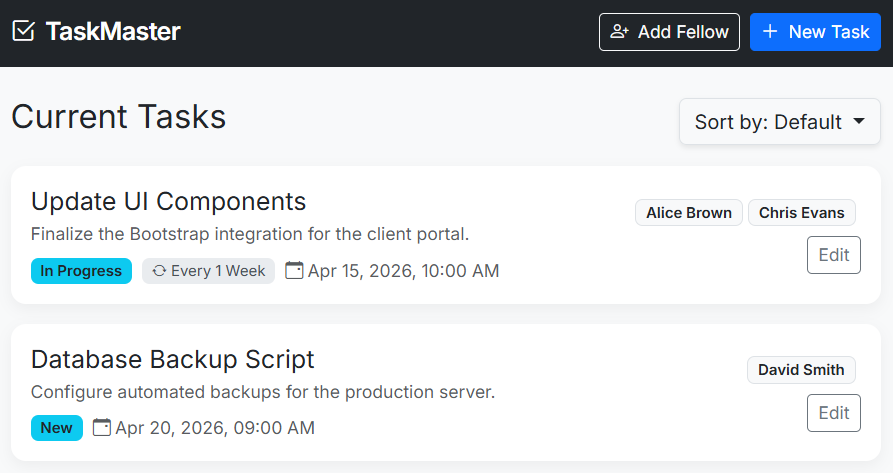 TaskMaster
Add Fellow
New Task
Current Tasks
Sort by: Default
Update UI Components
Alice Brown Chris Evans
Finalize the Bootstrap integration for the client portal.
Edit
In Progress Every 1 Week Apr 15, 2026, 10:00 AM
Database Backup Script
David Smith
Configure automated backups for the production server.
Edit
New Apr 20, 2026, 09:00 AM